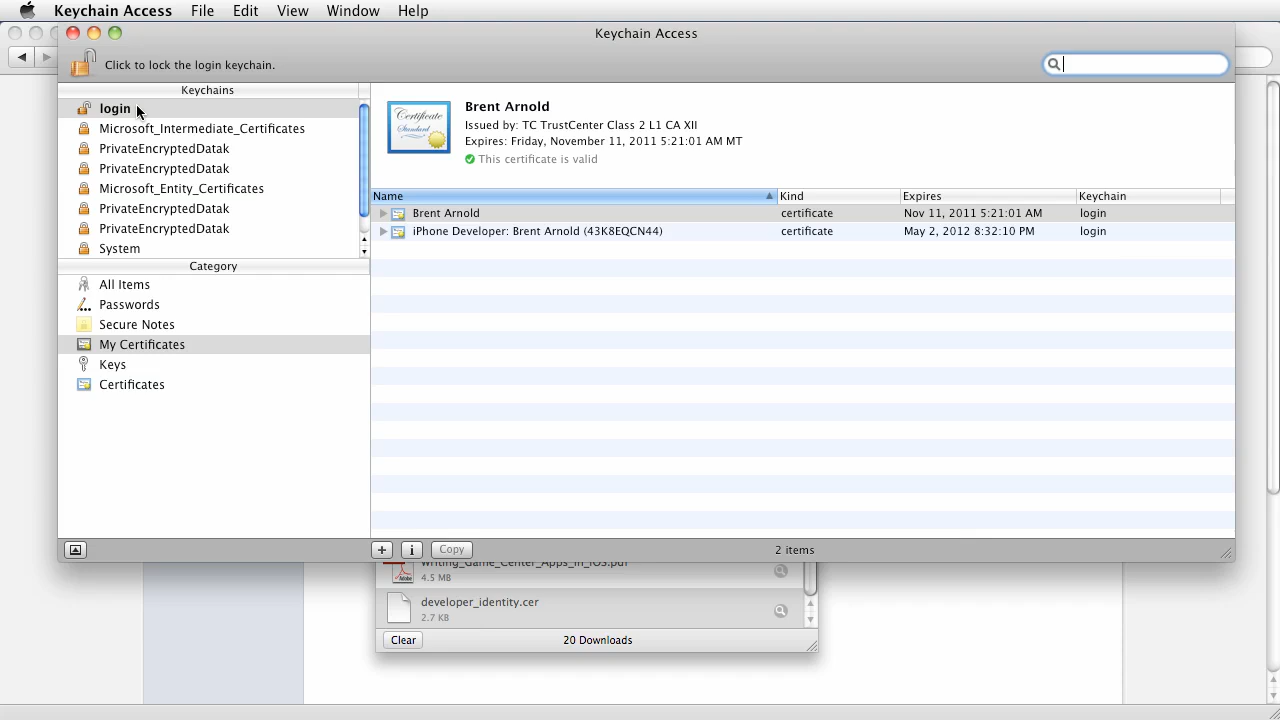 Keychain Access File Edit View Window Help
Keychain Access
Click to lock the login keychain.
Keychains
login
Microsoft_Intermediate_Certificates
PrivateEncryptedDatak
PrivateEncryptedDatak
Microsoft_Entity_Certificates
PrivateEncryptedDatak
PrivateEncryptedDatak
System
Category
All Items
Passwords
Secure Notes
My Certificates
Keys
Certificates
Certificate
Standard
Brent Arnold
Issued by: TC TrustCenter Class 2 L1 CA XII
Expires: Friday, November 11, 2011 5:21:01 AM MT
This certificate is valid
Name Kind Expires Keychain
Brent Arnold certificate Nov 11, 2011 5:21:01 AM login
iPhone Developer: Brent Arnold (43K8EQCN44) certificate May 2, 2012 8:32:10 PM login
+ i Copy 2 items
Writing_Game_Center_Apps_in_iOS.pdf
4.5 MB
developer_identity.cer
2.7 KB
Clear 20 Downloads